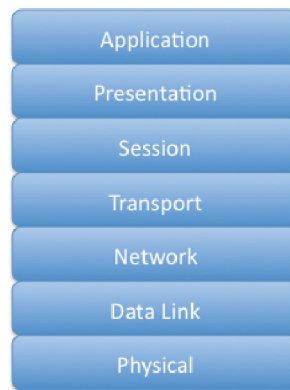 Application
Presentation
Session
Transport
Network
Data Link
Physical